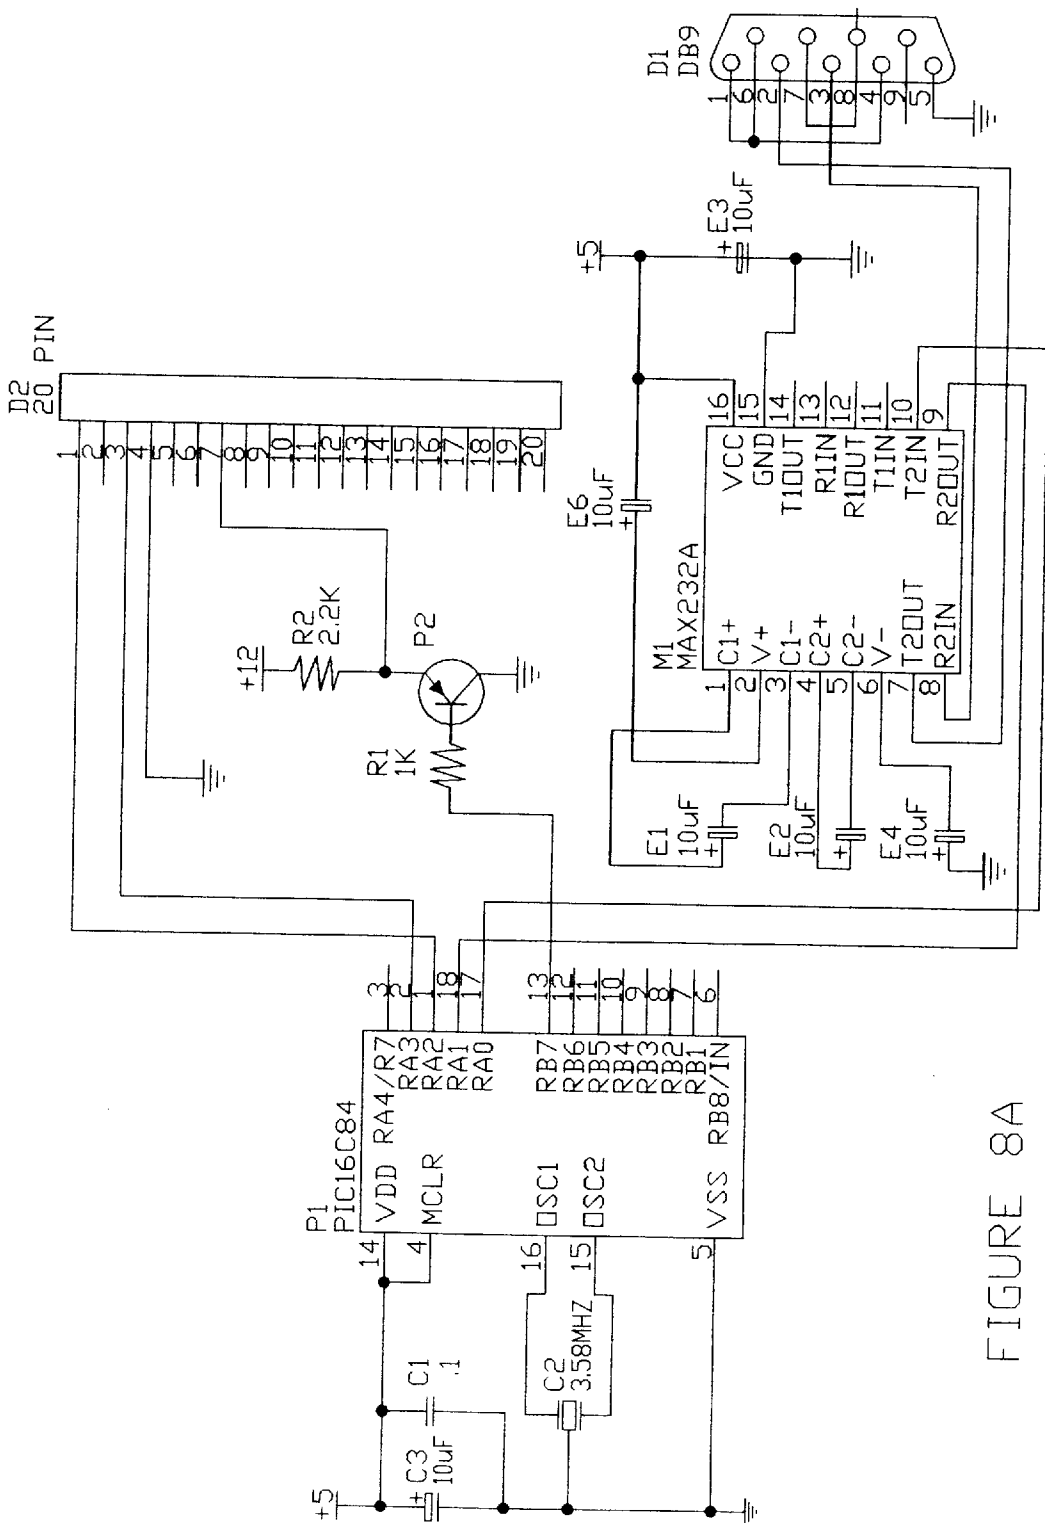 D1
DB9
1
6
2
7
3
8
4
9
5
D2
20 PIN
1
2
3
4
5
6
7
8
9
10
11
12
13
14
15
16
17
18
19
20
+5
E3
10uF
+
E6
10uF
+
+12
R2
2.2K
P2
R1
1K
M1
MAX232A
1 C1+
2 V+
3 C1-
4 C2+
5 C2-
6 V-
7 T2OUT
8 R2IN
VCC 16
GND 15
T1OUT 14
R1IN 13
R1OUT 12
T1IN 11
T2IN 10
R2OUT 9
E1
10uF
+
E2
10uF
+
E4
10uF
+
P1
PIC16C84
14 VDD
4 MCLR
16 OSC1
15 OSC2
5 VSS
RA4/R7 3
RA3 2
RA2 1
RA1 18
RA0 17
RB7 13
RB6 12
RB5 11
RB4 10
RB3 9
RB2 8
RB1 7
RB8/IN 6
+5
C3
10uF
+
C1
.1
C2
3.58MHZ
FIGURE 8A